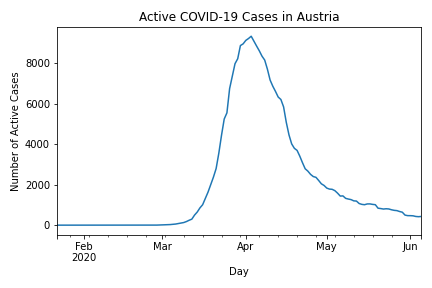 Active COVID-19 Cases in Austria
Number of Active Cases
8000
6000
4000
2000
0
Feb
2020
Mar
Apr
May
Jun
Day